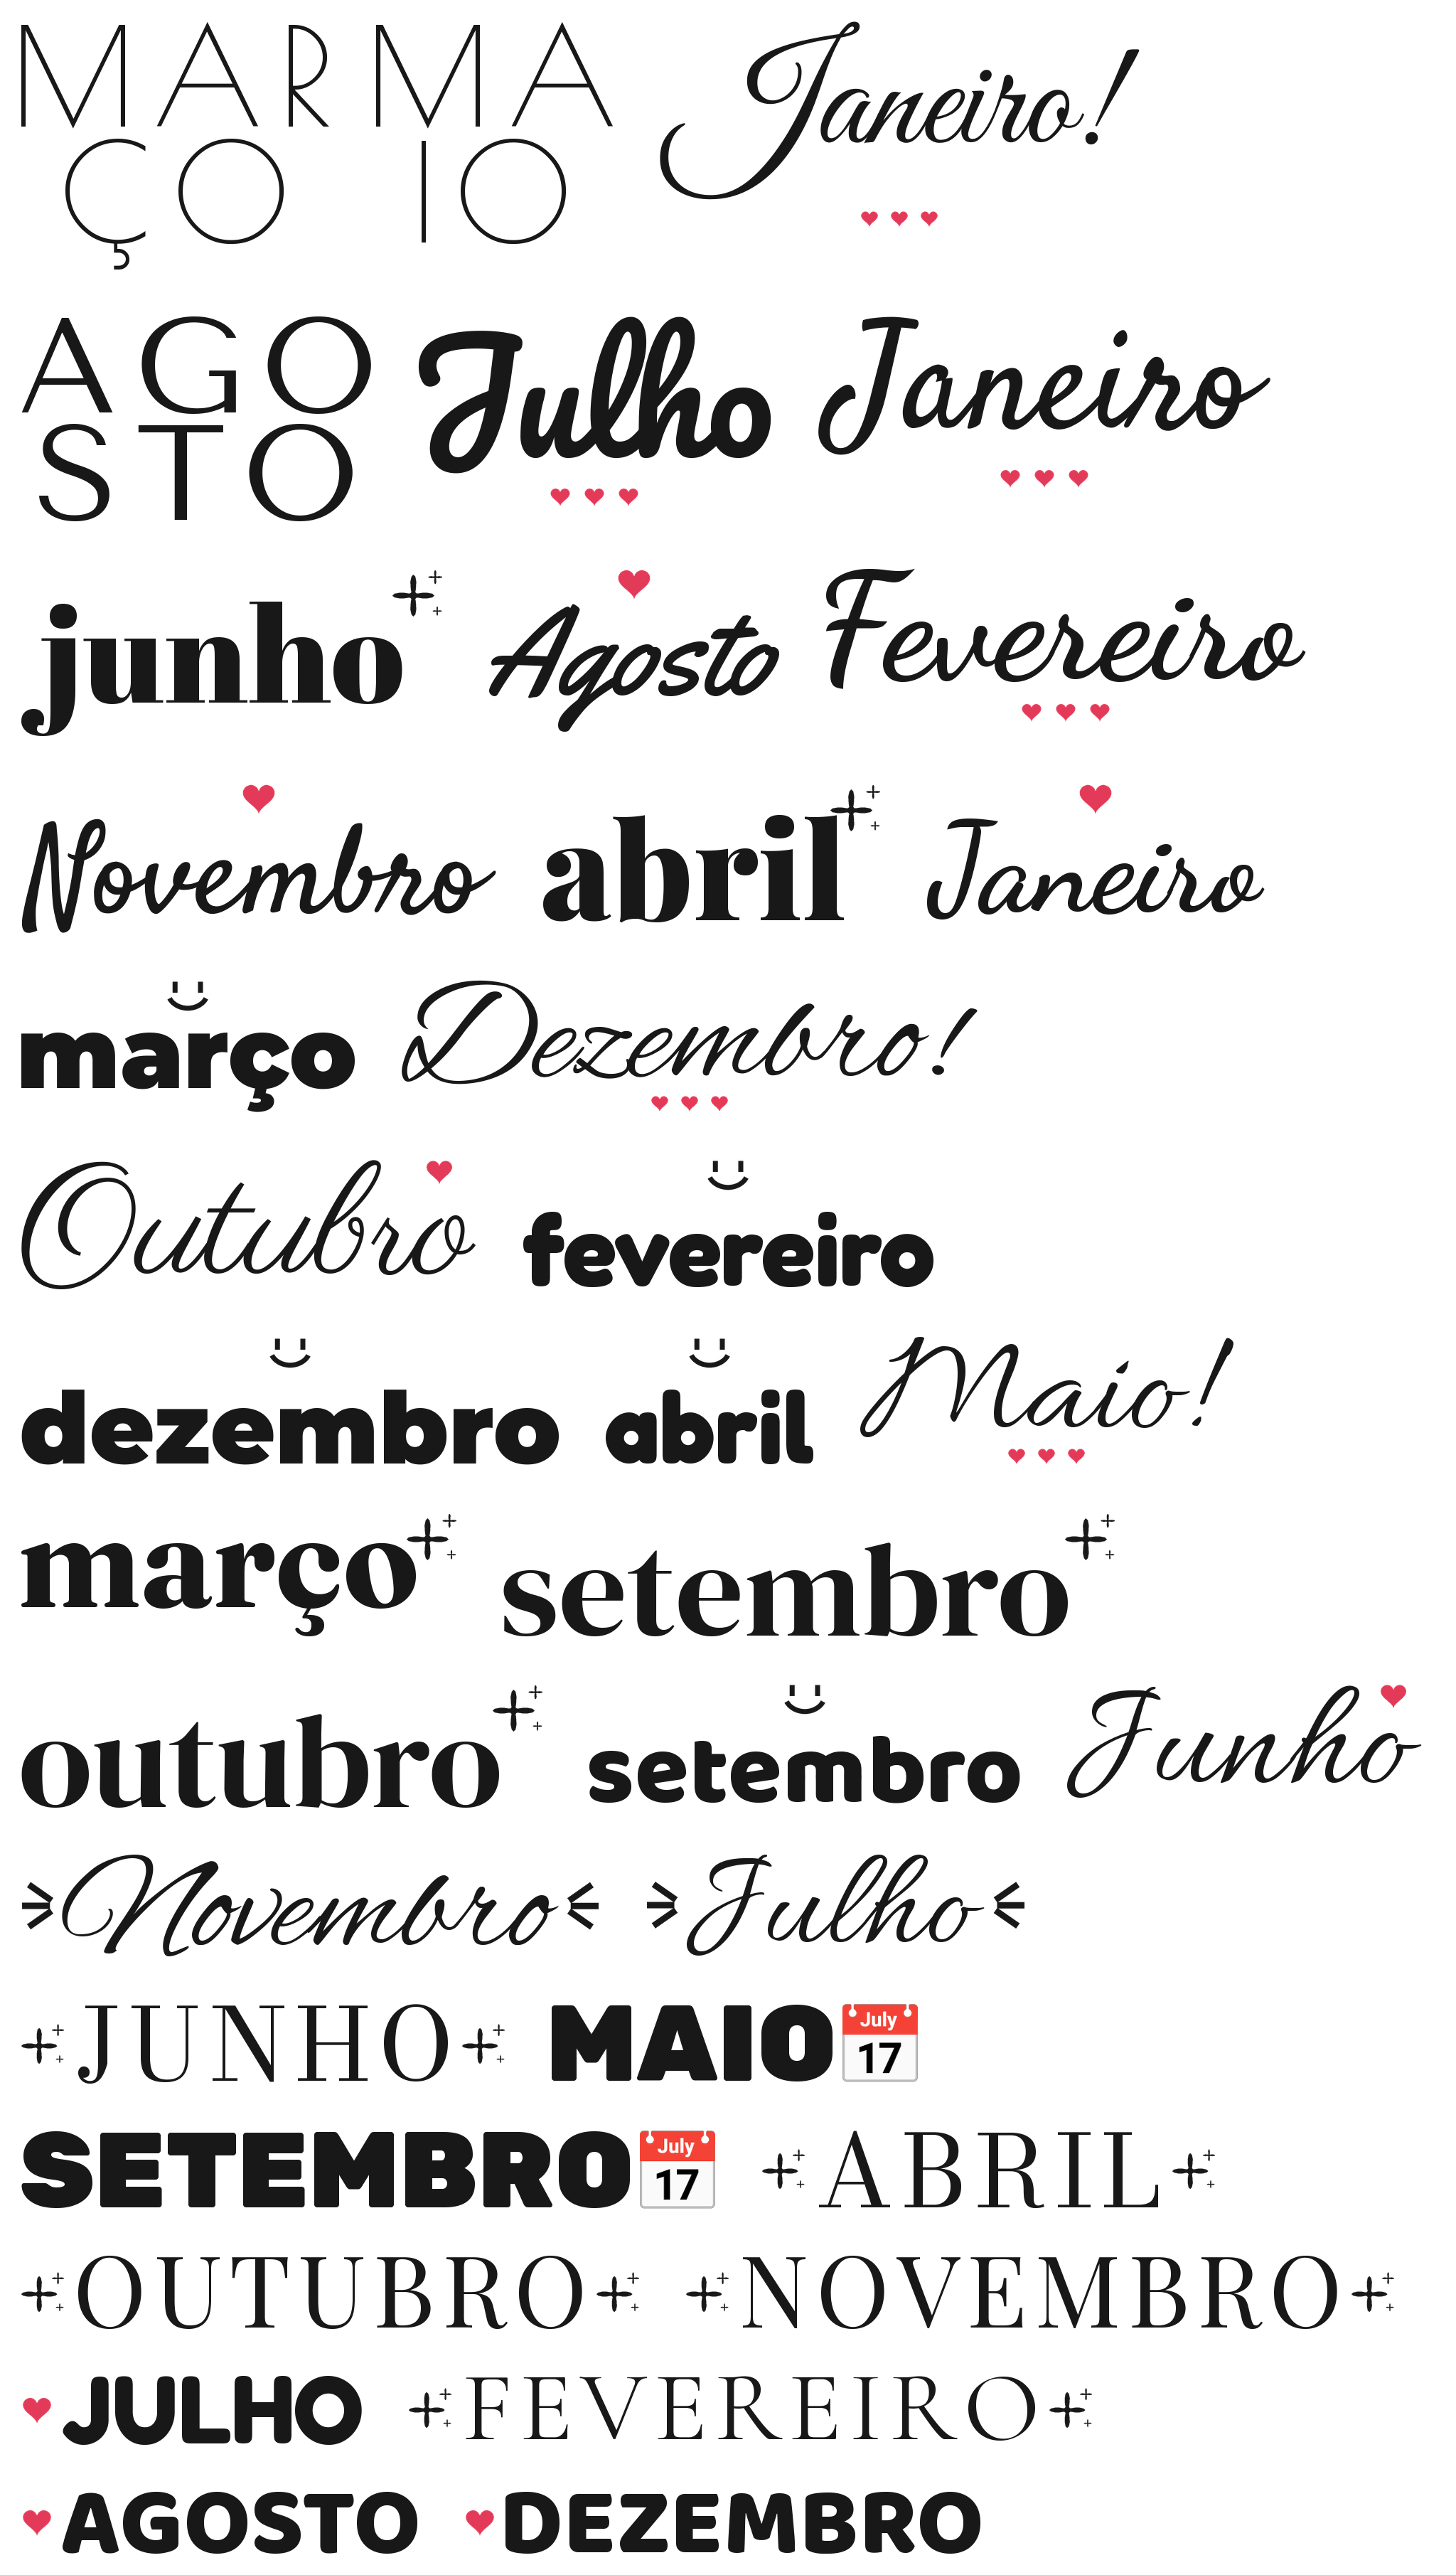 MAR
ÇO
MA
IO
Janeiro!
AGO
STO
Julho
Janeiro
junho
Agosto
Fevereiro
Novembro
abril
Janeiro
março
Dezembro!
Outubro
fevereiro
dezembro
abril
Maio!
março
setembro
outubro
setembro
Junho
Novembro
Julho
JUNHO
MAIO
July
17
SETEMBRO
July
17
ABRIL
OUTUBRO
NOVEMBRO
JULHO
FEVEREIRO
AGOSTO
DEZEMBRO